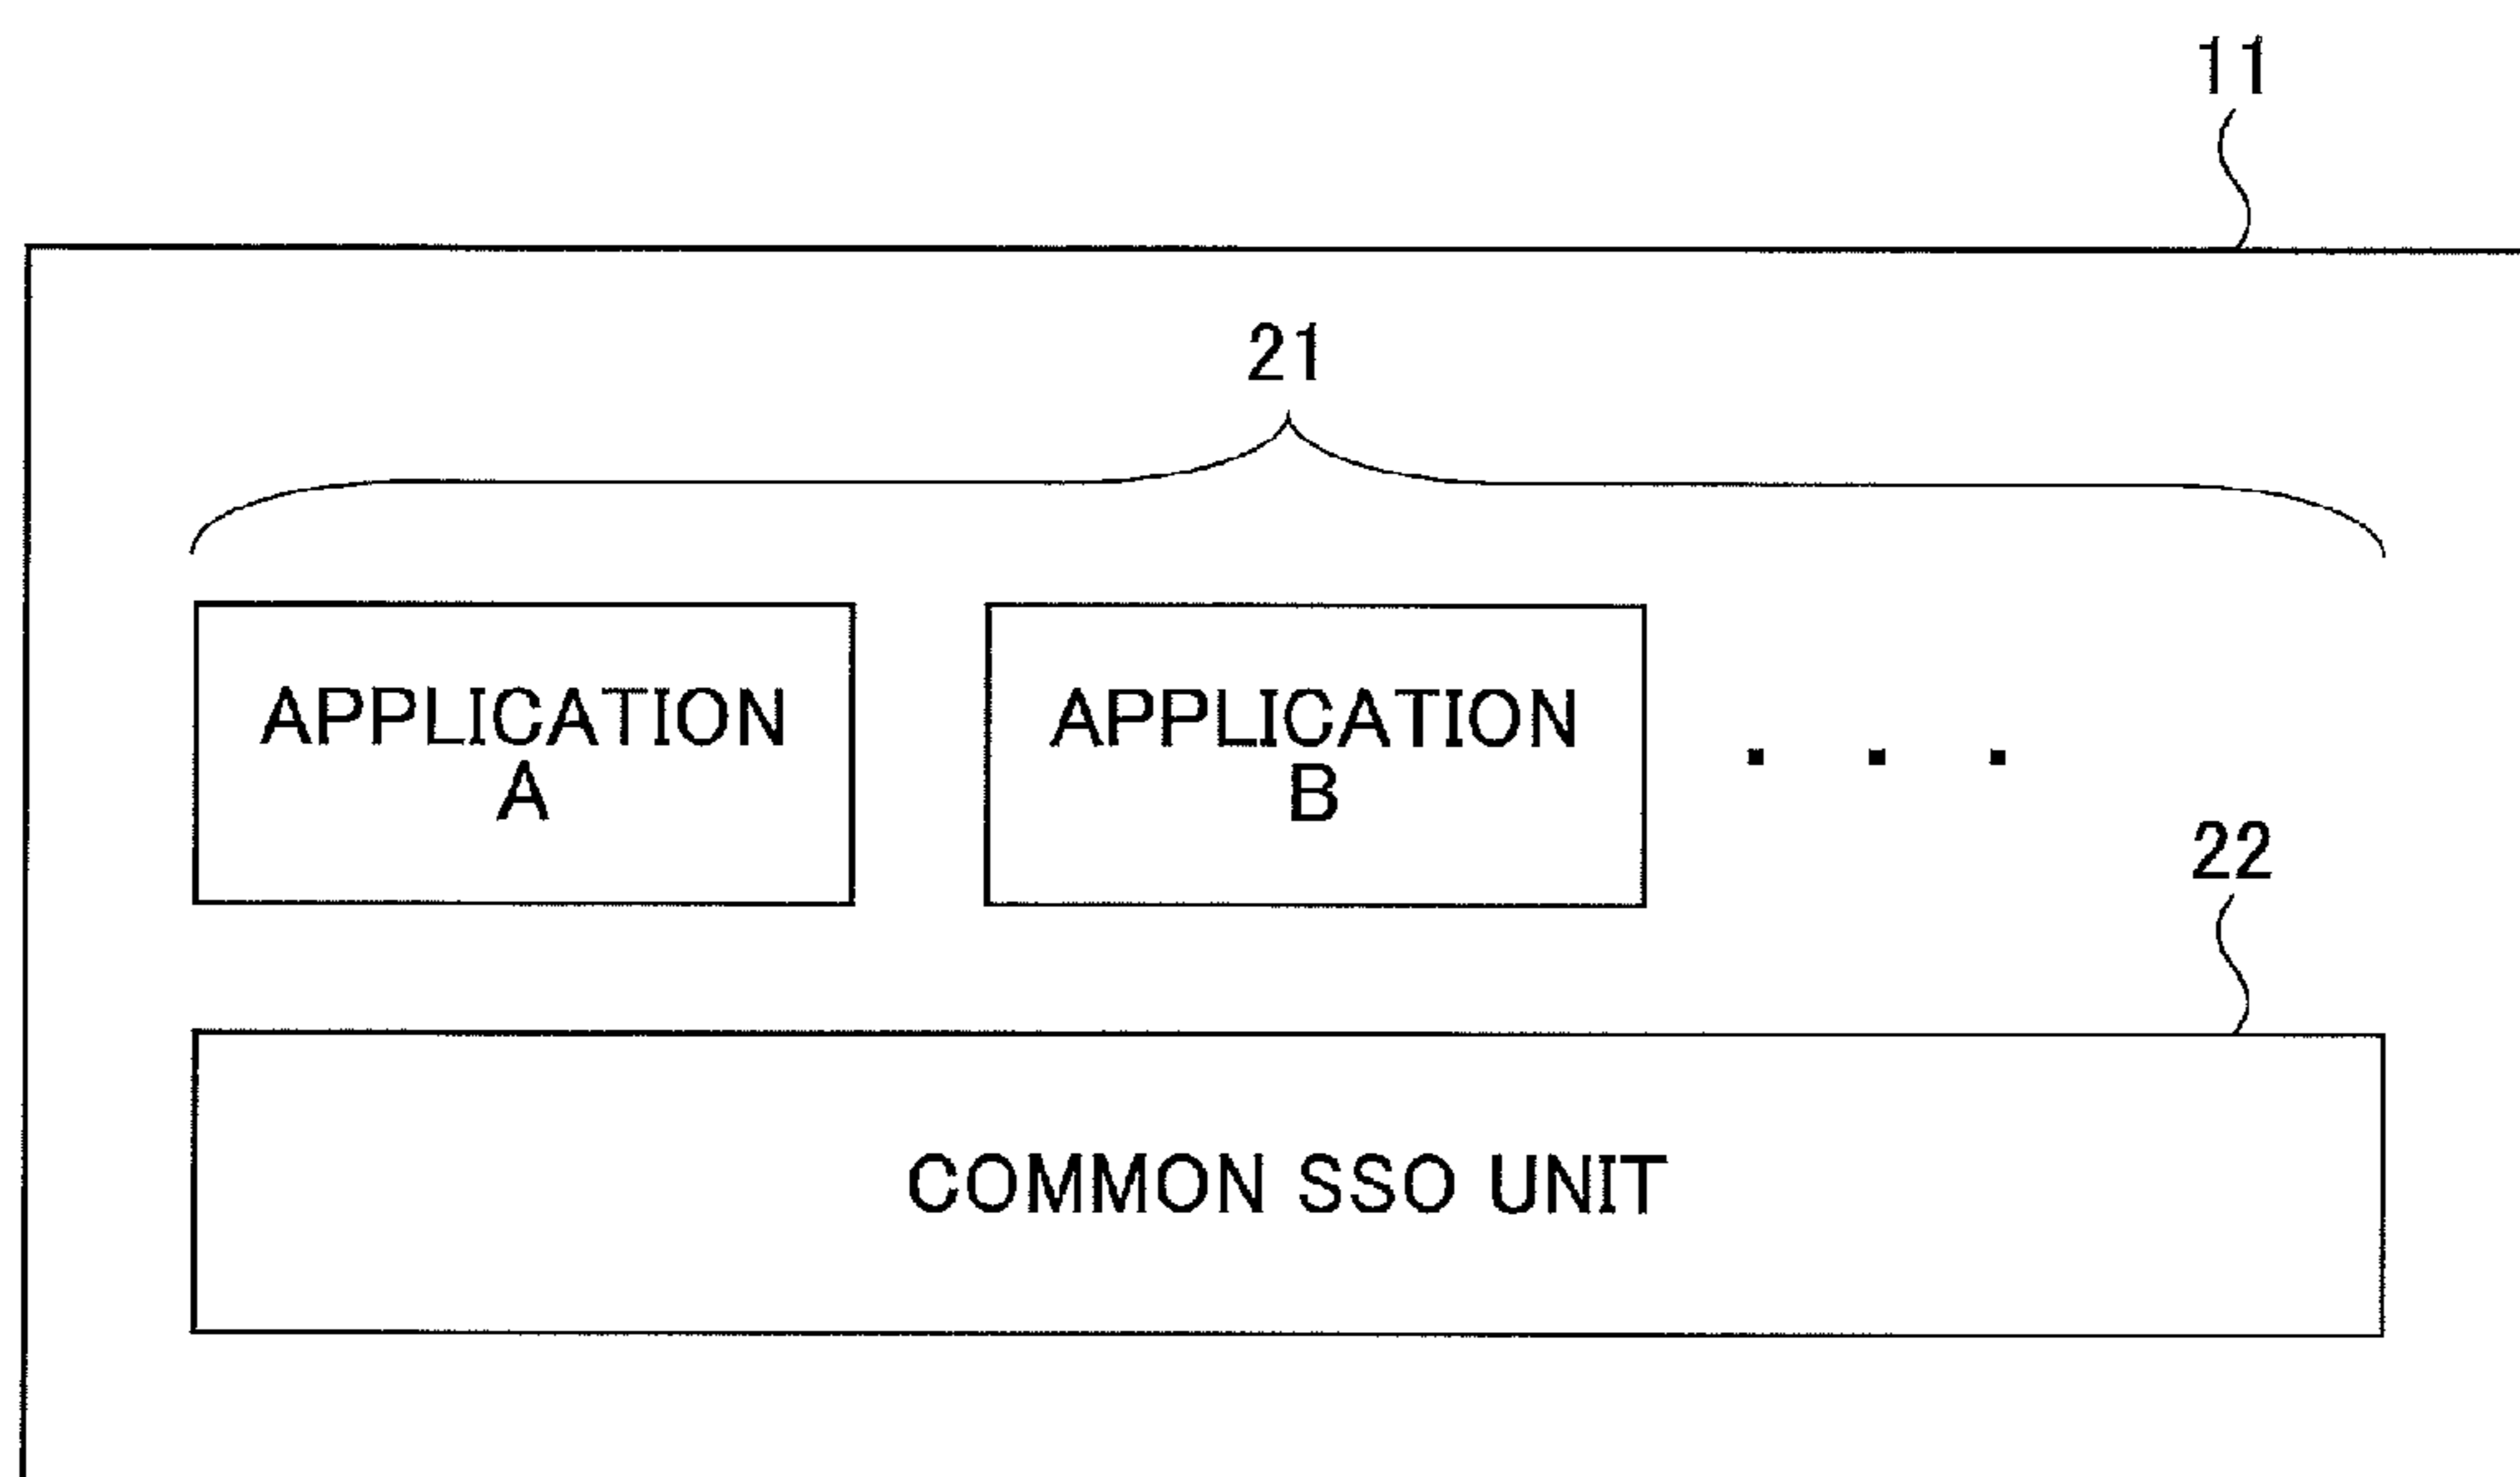 11
21
APPLICATION
A
APPLICATION
B
. . .
22
COMMON SSO UNIT